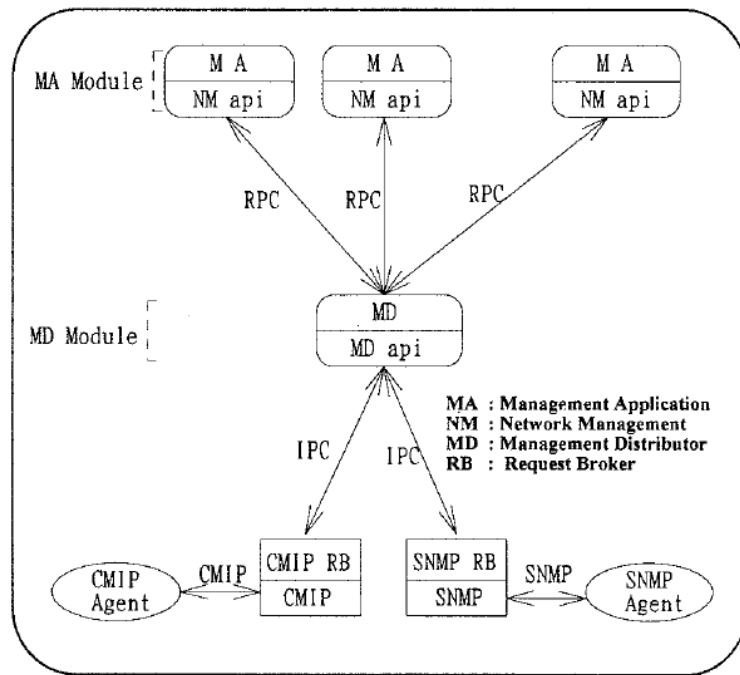 M A
M A
M A
MA Module
NM api
NM api
NM api
RPC
RPC
RPC
MD
MD Module
MD api
MA : Management Application
NM : Network Management
MD : Management Distributor
RB : Request Broker
IPC
IPC
CMIP RB
SNMP RB
CMIP
Agent
CMIP
CMIP
SNMP
SNMP
SNMP
Agent